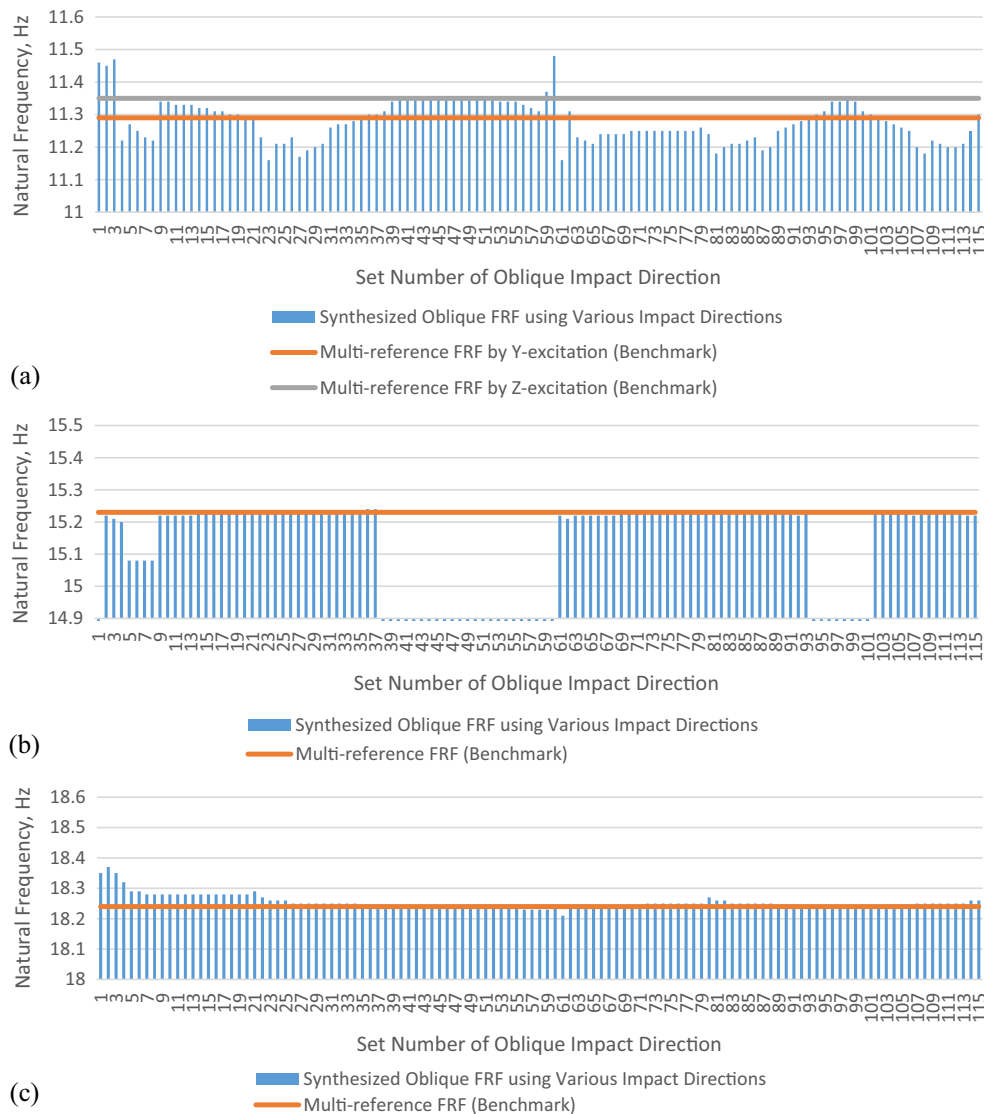 11.6
11.5
11.4
11.3
11.2
11.1
11
Natural Frequency, Hz
1 3 5 7 9 11 13 15 17 19 21 23 25 27 29 31 33 35 37 39 41 43 45 47 49 51 53 55 57 59 61 63 65 67 69 71 73 75 77 79 81 83 85 87 89 91 93 95 97 99 101 103 105 107 109 111 113 115
Set Number of Oblique Impact Direction
Synthesized Oblique FRF using Various Impact Directions
Multi-reference FRF by Y-excitation (Benchmark)
Multi-reference FRF by Z-excitation (Benchmark)
(a)
15.5
15.4
15.3
15.2
15.1
15
14.9
Natural Frequency, Hz
1 3 5 7 9 11 13 15 17 19 21 23 25 27 29 31 33 35 37 39 41 43 45 47 49 51 53 55 57 59 61 63 65 67 69 71 73 75 77 79 81 83 85 87 89 91 93 95 97 99 101 103 105 107 109 111 113 115
Set Number of Oblique Impact Direction
Synthesized Oblique FRF using Various Impact Directions
Multi-reference FRF (Benchmark)
(b)
18.6
18.5
18.4
18.3
18.2
18.1
18
Natural Frequency, Hz
1 3 5 7 9 11 13 15 17 19 21 23 25 27 29 31 33 35 37 39 41 43 45 47 49 51 53 55 57 59 61 63 65 67 69 71 73 75 77 79 81 83 85 87 89 91 93 95 97 99 101 103 105 107 109 111 113 115
Set Number of Oblique Impact Direction
Synthesized Oblique FRF using Various Impact Directions
Multi-reference FRF (Benchmark)
(c)